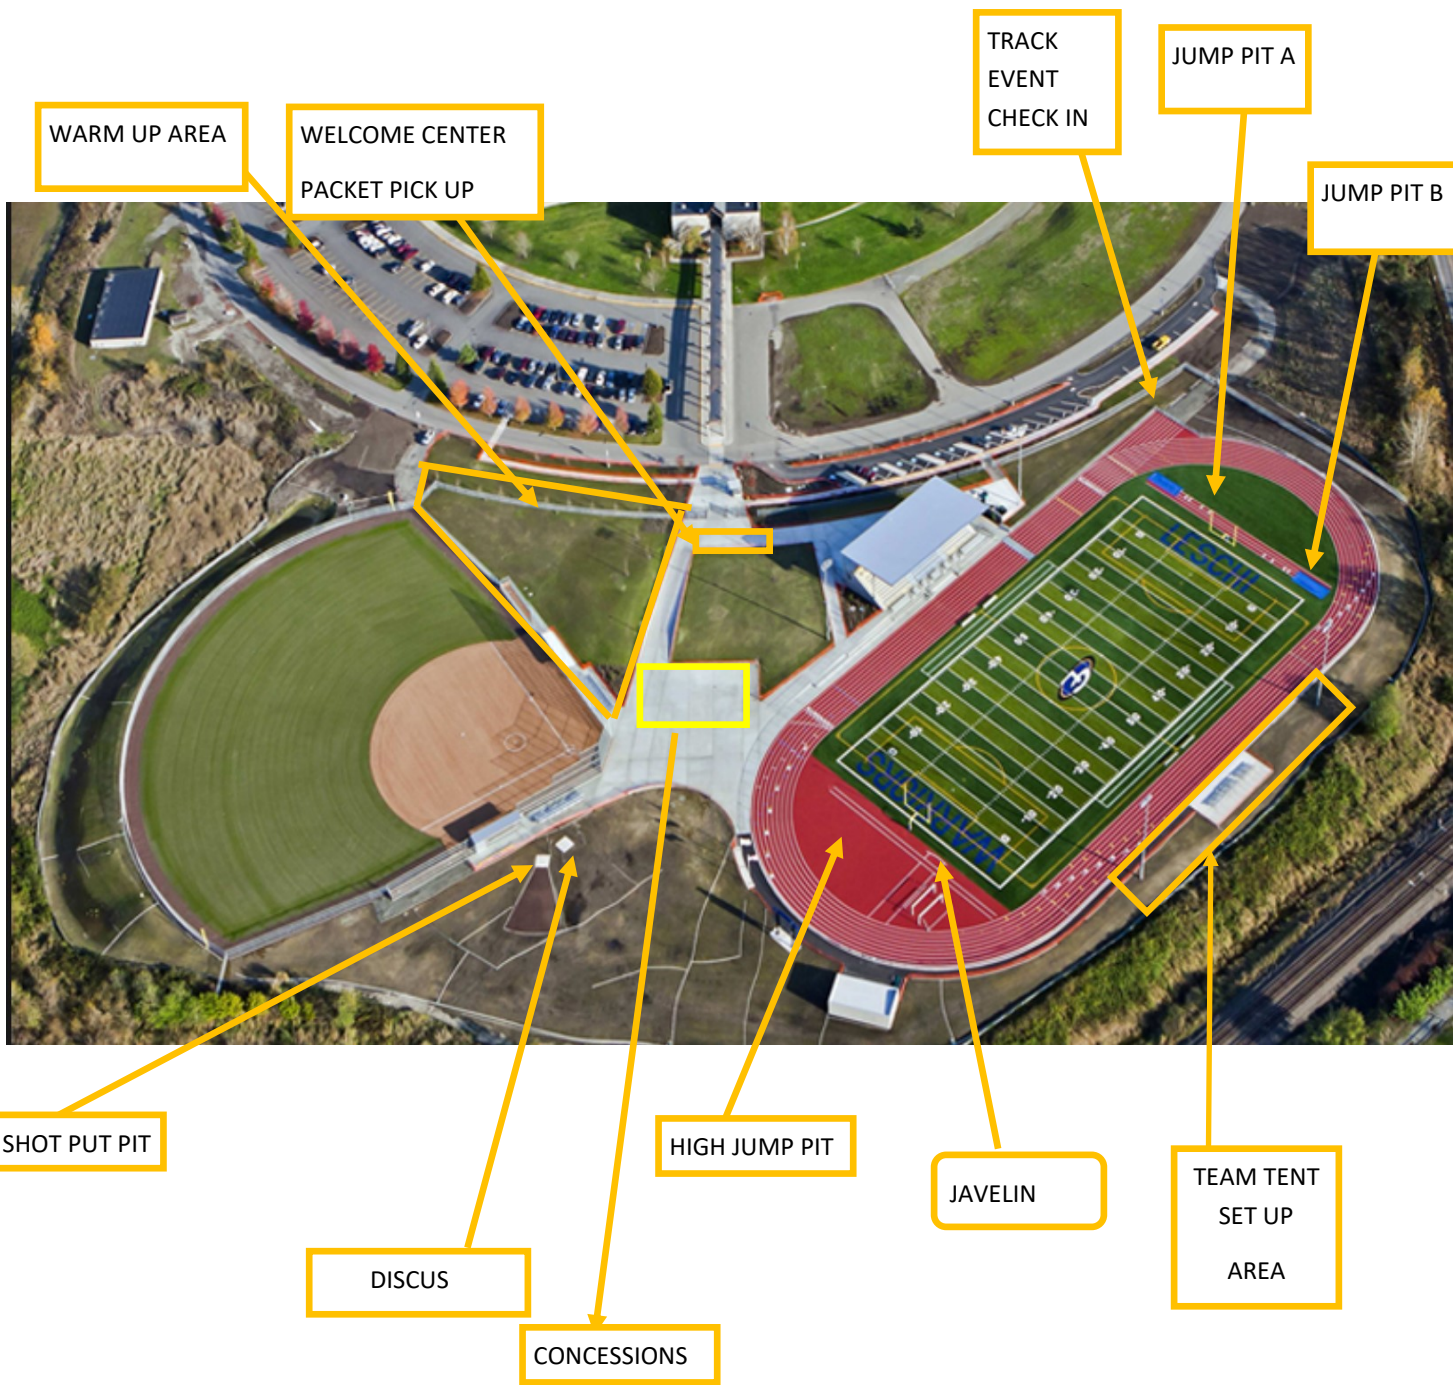 TRACK
EVENT
CHECK IN
JUMP PIT A
WARM UP AREA
WELCOME CENTER
PACKET PICK UP
JUMP PIT B
LESCHI
WARRIORS
SHOT PUT PIT
HIGH JUMP PIT
JAVELIN
TEAM TENT
SET UP
AREA
DISCUS
CONCESSIONS